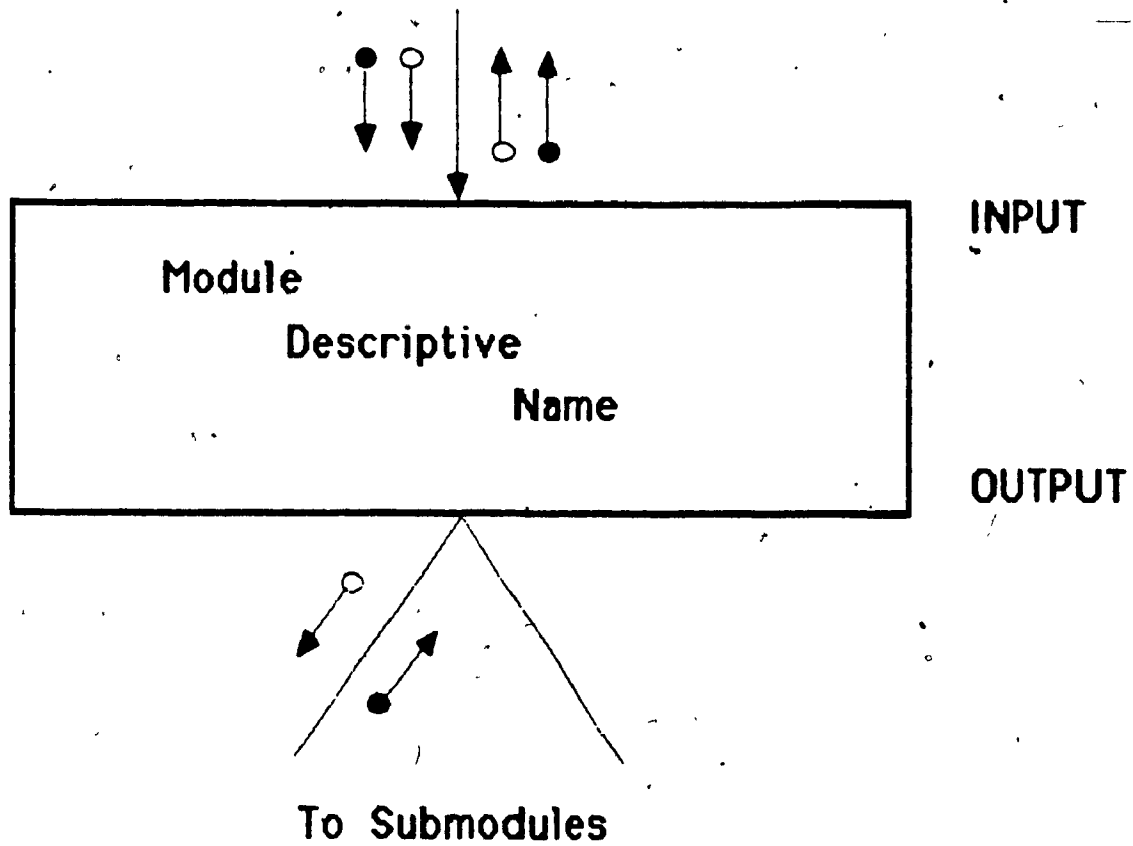 INPUT
Module
Descriptive
Name
OUTPUT
To Submodules